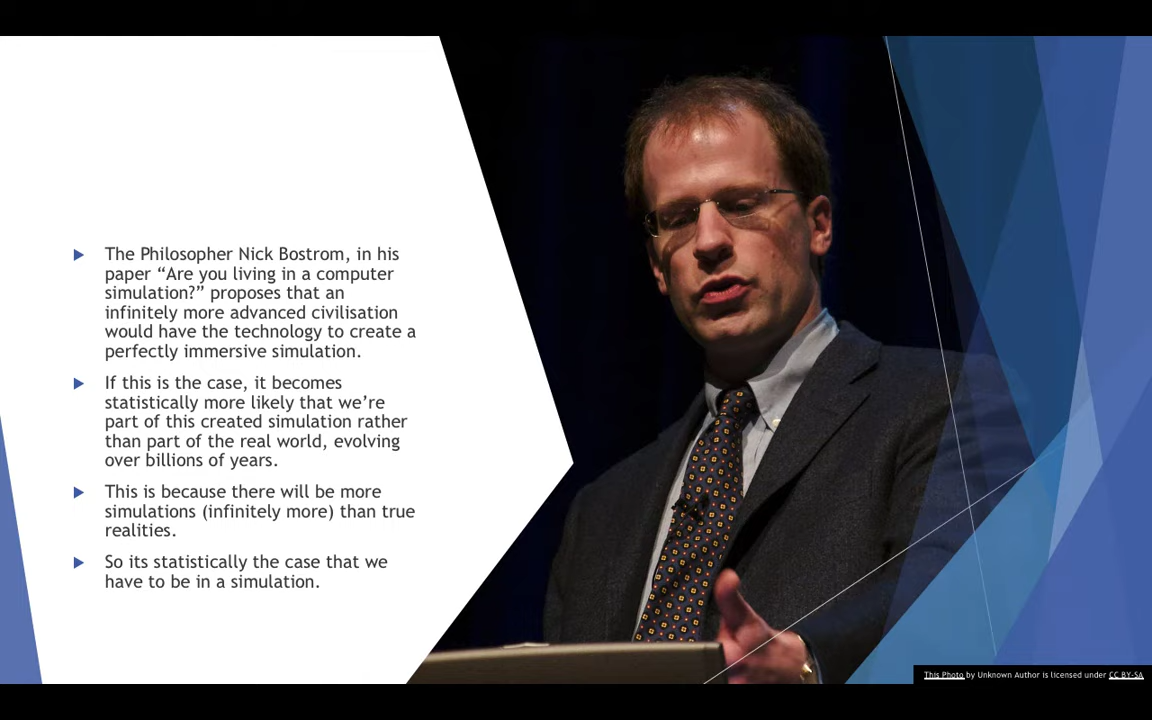 The Philosopher Nick Bostrom, in his
paper “Are you living in a computer
simulation?” proposes that an
infinitely more advanced civilisation
would have the technology to create a
perfectly immersive simulation.
If this is the case, it becomes
statistically more likely that we’re
part of this created simulation rather
than part of the real world, evolving
over billions of years.
This is because there will be more
simulations (infinitely more) than true
realities.
So its statistically the case that we
have to be in a simulation.
This Photo by Unknown Author is licensed under CC BY-SA